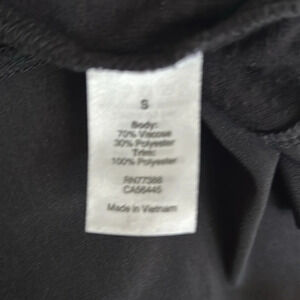 S
Body:
70% Viscose
30% Polyester
Trim:
100% Polyester
RN77388
CA56445
Made in Vietnam